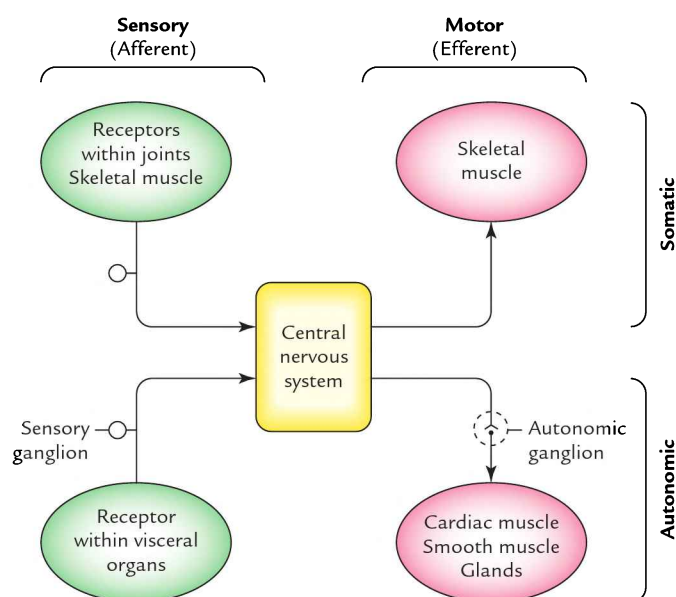 Sensory
(Afferent)
Motor
(Efferent)
Receptors
within joints
Skeletal muscle
Skeletal
muscle
Somatic
Central
nervous
system
Sensory
ganglion
Autonomic
ganglion
Autonomic
Receptor
within visceral
organs
Cardiac muscle
Smooth muscle
Glands